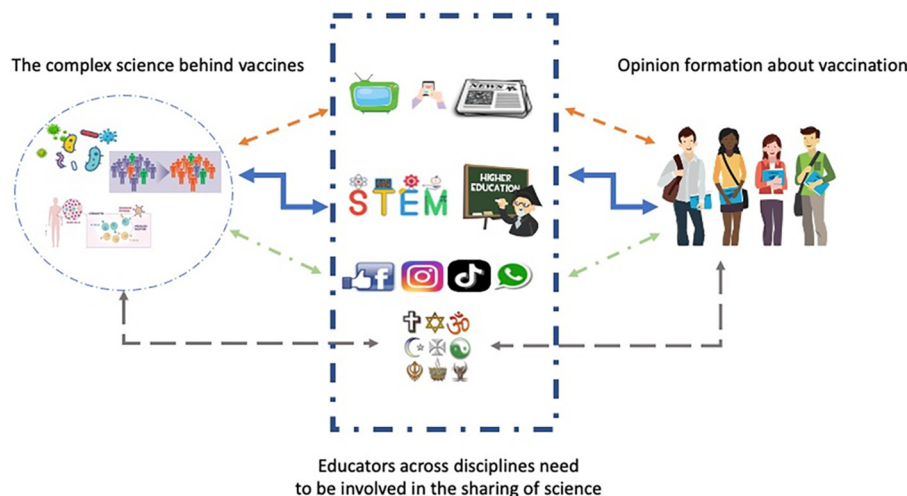 The complex science behind vaccines
Opinion formation about vaccination
NEWS
STEM
HIGHER
EDUCATION
Educators across disciplines need
to be involved in the sharing of science